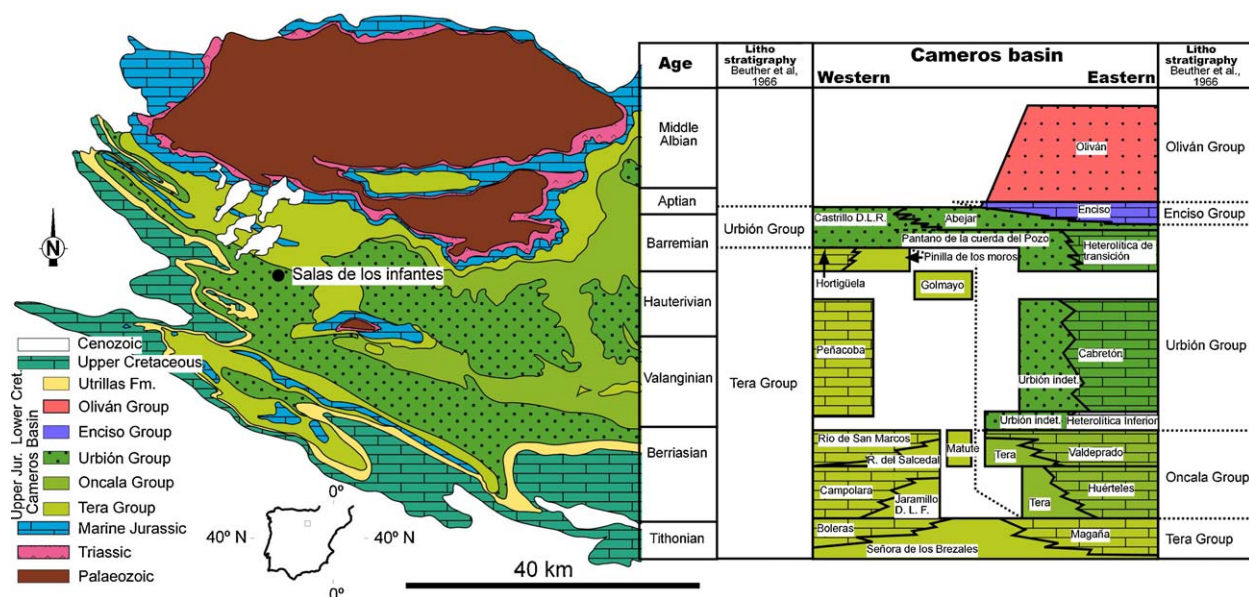 Salas de los infantes
N
Cenozoic
Upper Cretaceous
Utrillas Fm.
Oliván Group
Enciso Group
Urbión Group
Oncala Group
Tera Group
Marine Jurassic
Triassic
Palaeozoic
Upper Jur. Lower Cret.
Cameros Basin
0º
40º N
40º N
0º
40 km
Age
Litho
stratigraphy
Beuther et al,
1966
Cameros basin
Western
Eastern
Litho
stratigraphy
Beuther et al.,
1966
Middle
Albian
Aptian
Barremian
Hauterivian
Valanginian
Berriasian
Tithonian
Urbión Group
Tera Group
Oliván
Castrillo D.L.R.
Abejar
Enciso
Pantano de la cuerda del Pozo
Heterolítica de
transición
Pinilla de los moros
Hortigüela
Golmayo
Peñacoba
Cabretón
Urbión indet.
Urbión indet.
Heterolítica Inferior
Río de San Marcos
R. del Salcedal
Matute
Tera
Valdeprado
Campolara
Jaramillo
D. L. F.
Tera
Huérteles
Boleras
Magaña
Señora de los Brezales
Oliván Group
Enciso Group
Urbión Group
Oncala Group
Tera Group